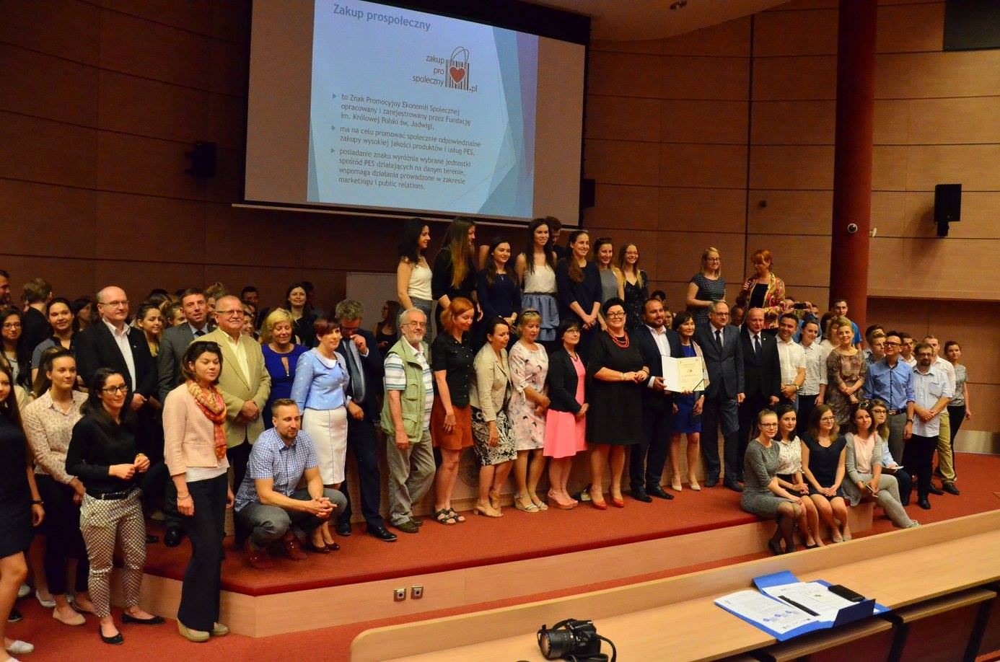 Zakup prospołeczny
zakup
pro
społeczny
.pl
to Znak Promocyjny Ekonomii Społecznej
opracowany i zarejestrowany przez Fundację
im. Królowej Polski św. Jadwigi,
ma na celu promować społecznie odpowiedzialne
zakupy wysokiej jakości produktów i usług PES,
posiadanie znaku wyróżnia wybrane jednostki
spośród PES działających na danym terenie,
wspomaga działania prowadzone w zakresie
marketingu i public relations.